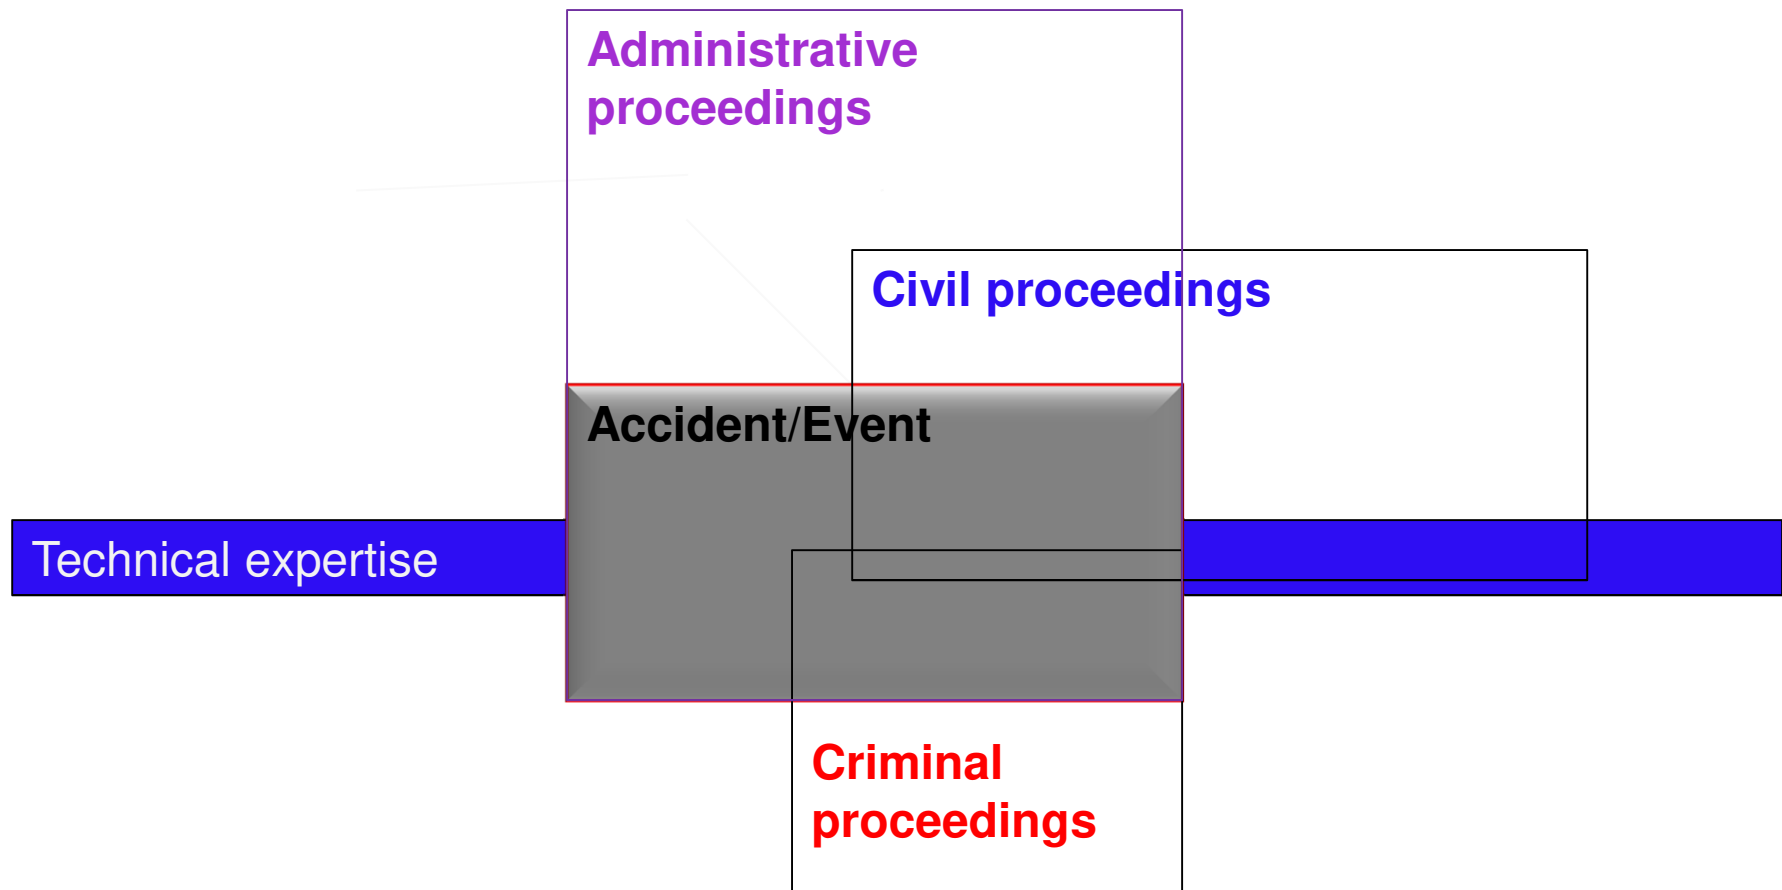 Administrative
proceedings
Civil proceedings
Accident/Event
Technical expertise
Criminal
proceedings